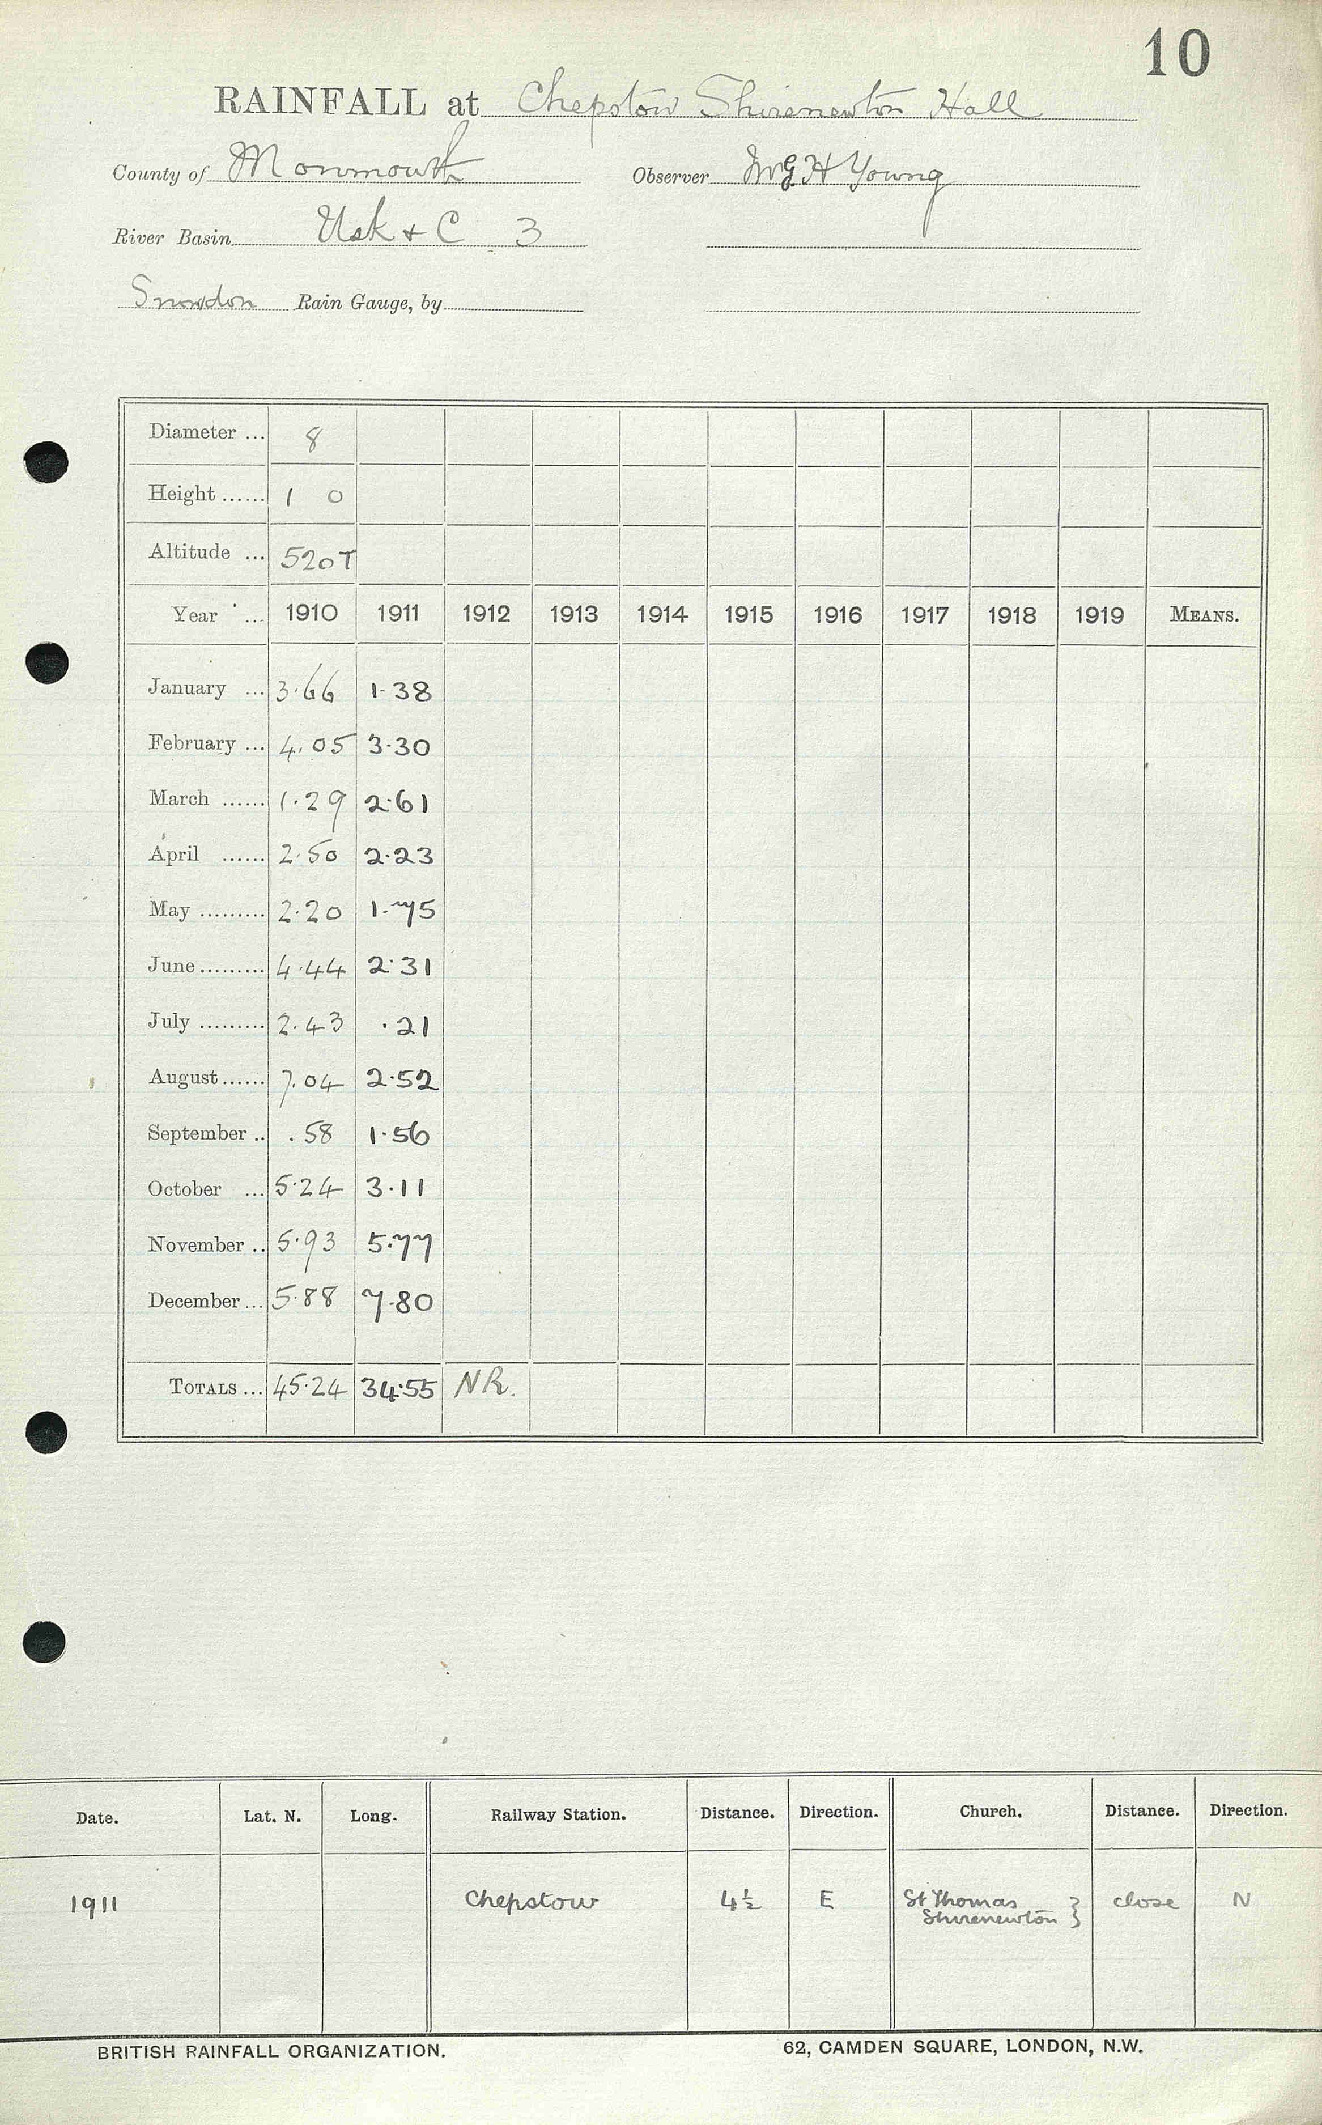 10
RAINFALL at Chepstow Shirenewton Hall
County of Monmouth Observer Mr G H Young
River Basin Usk + C 3
Snowdon Rain Gauge, by
Diameter ... 8
Height ...... 1 0
Altitude ... 520T
Year ... 1910 1911 1912 1913 1914 1915 1916 1917 1918 1919 MEANS.
January ... 3.66 1.38
February ... 4.05 3.30
March ...... 1.29 2.61
April ...... 2.50 2.23
May ......... 2.20 1.75
June ......... 4.44 2.31
July ......... 2.43 .21
August ...... 7.04 2.52
September .. .58 1.56
October ... 5.24 3.11
November .. 5.93 5.77
December ... 5.88 7.80
TOTALS ... 45.24 34.55 NR.
Date. Lat. N. Long. Railway Station. Distance. Direction. Church. Distance. Direction.
1911 Chepstow 4½ E St Thomas Shirenewton } close N
BRITISH RAINFALL ORGANIZATION. 62, CAMDEN SQUARE, LONDON, N.W.